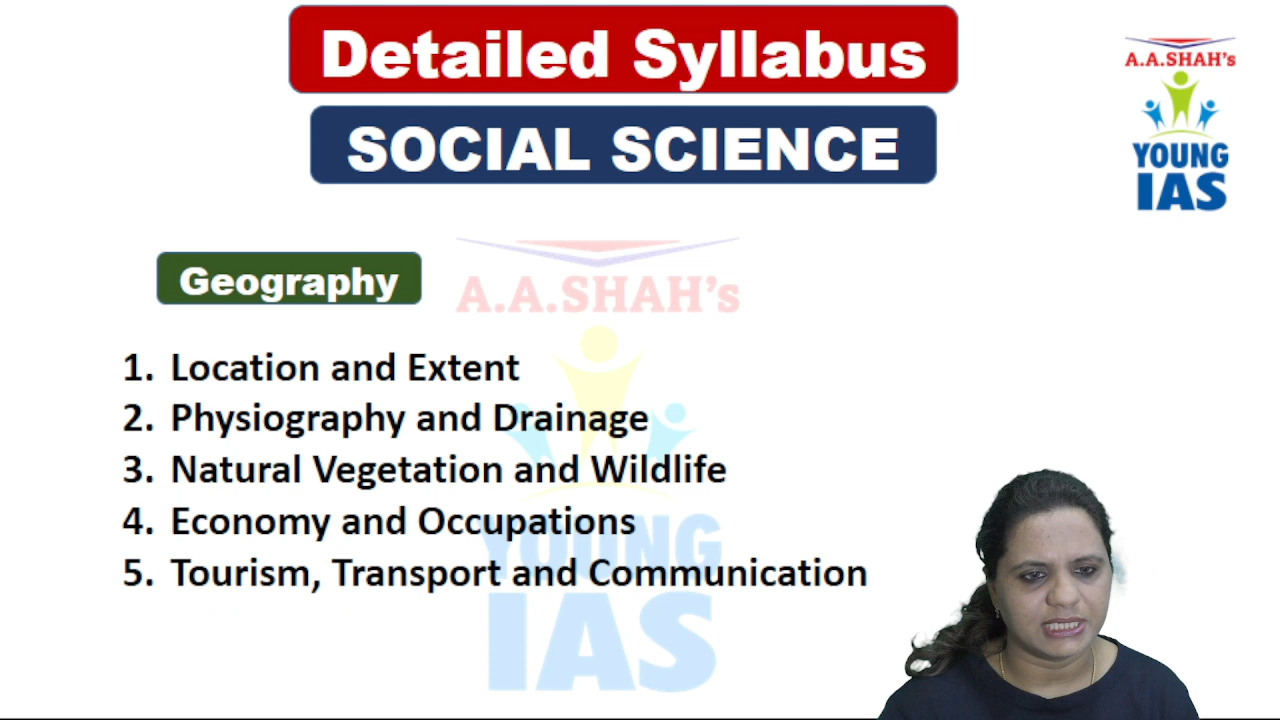 Detailed Syllabus
SOCIAL SCIENCE
A.A.SHAH's
YOUNG
IAS
Geography
A.A.SHAH's
1. Location and Extent
2. Physiography and Drainage
3. Natural Vegetation and Wildlife
4. Economy and Occupations
YOUNG
5. Tourism, Transport and Communication
IAS